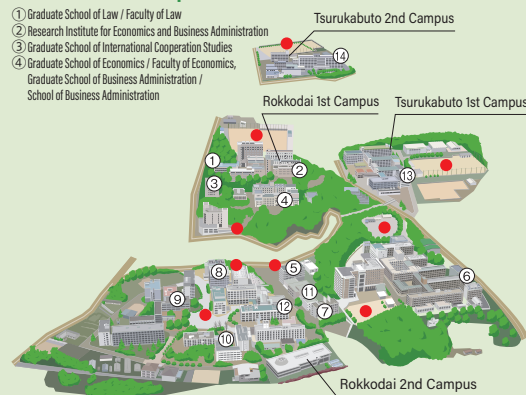 ① Graduate School of Law / Faculty of Law
② Research Institute for Economics and Business Administration
③ Graduate School of International Cooperation Studies
④ Graduate School of Economics / Faculty of Economics,
Graduate School of Business Administration /
School of Business Administration
Tsurukabuto 2nd Campus
⑭
Rokkodai 1st Campus
Tsurukabuto 1st Campus
①
②
⑬
③
④
⑧
⑤
⑥
⑨
⑪
⑫
⑦
⑩
Rokkodai 2nd Campus